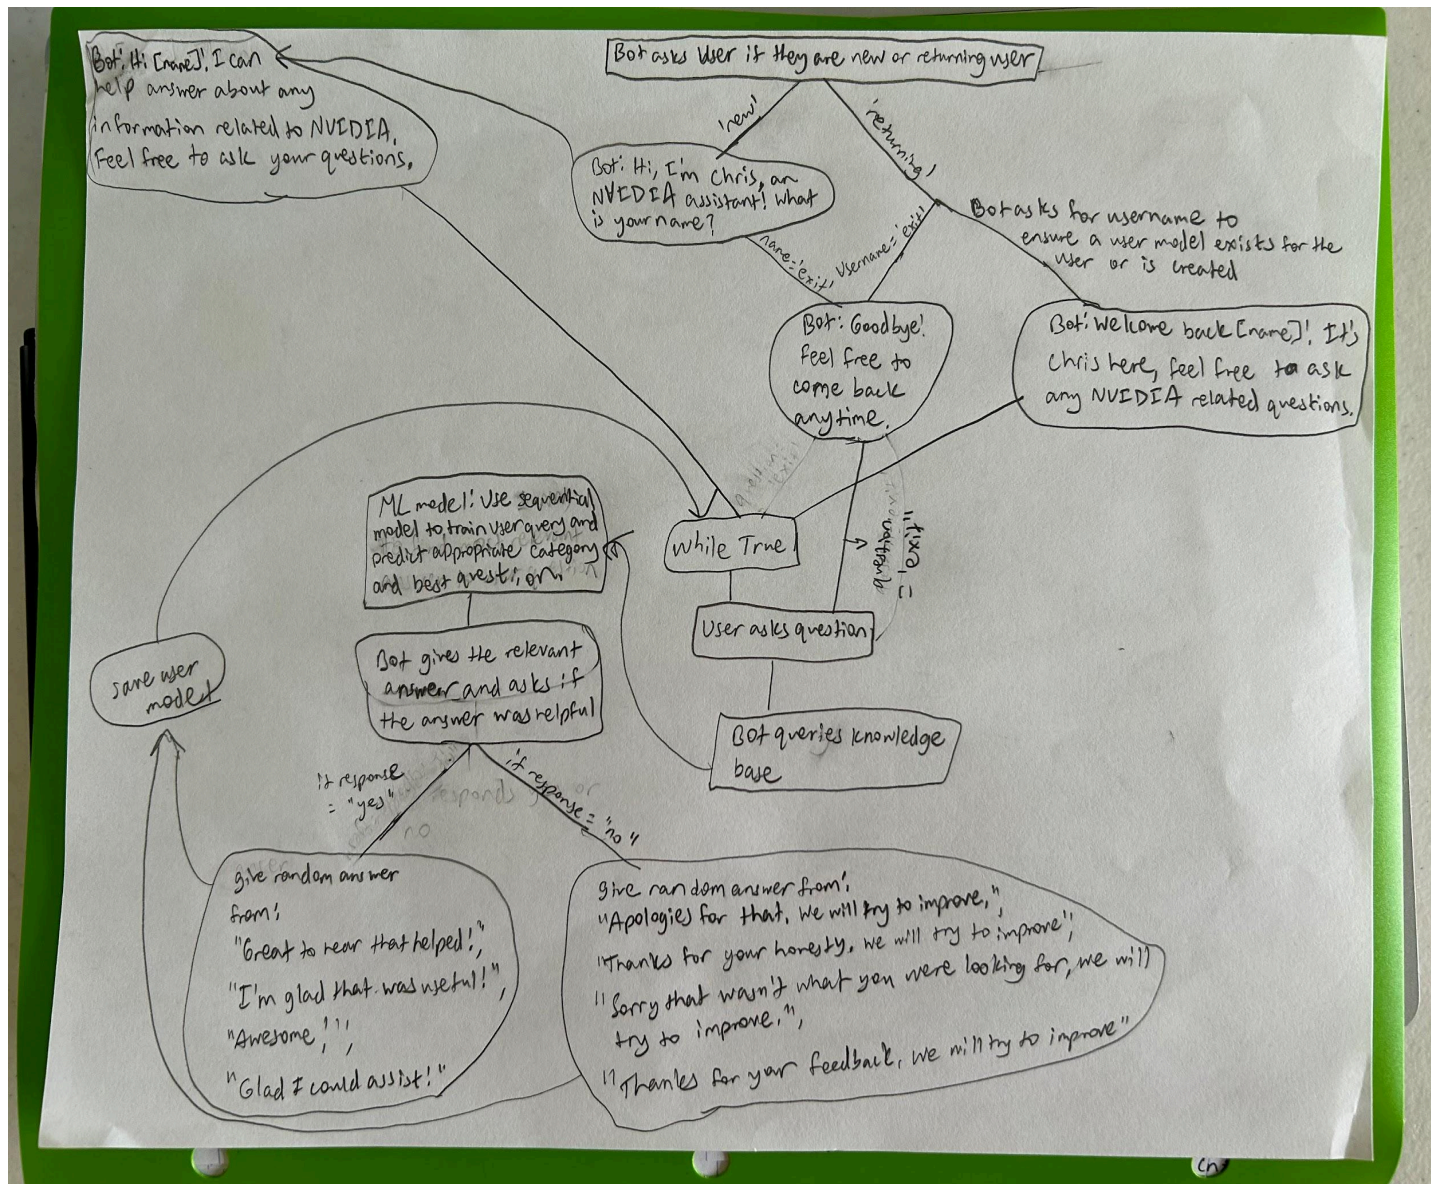 Bot asks User if they are new or returning user
'new'
'returning'
Bot: Hi [name]! I can
help answer about any
information related to NVIDIA.
Feel free to ask your questions.
Bot: Hi, I'm Chris, an
NVIDIA assistant! What
is your name?
name='exit'
Username='exit'
Bot asks for username to
ensure a user model exists for the
user or is created
Bot: Goodbye!
Feel free to
come back
anytime.
Bot: Welcome back [name]! It's
Chris here, feel free to ask
any NVIDIA related questions.
question
= 'exit'
While True
User asks question
Bot queries knowledge
base
ML model: Use sequential
model to train user query and
predict appropriate category
and best question.
Bot gives the relevant
answer and asks if
the answer was helpful
save user
model
if response
= "yes"
if response = "no"
give random answer
from:
"Great to rear that helped!",
"I'm glad that was useful!",
"Awesome!",
"Glad I could assist!"
give random answer from:
"Apologies for that. We will try to improve.",
"Thanks for your honesty. We will try to improve",
"Sorry that wasn't what you were looking for, we will
try to improve.",
"Thanks for your feedback. We will try to improve"